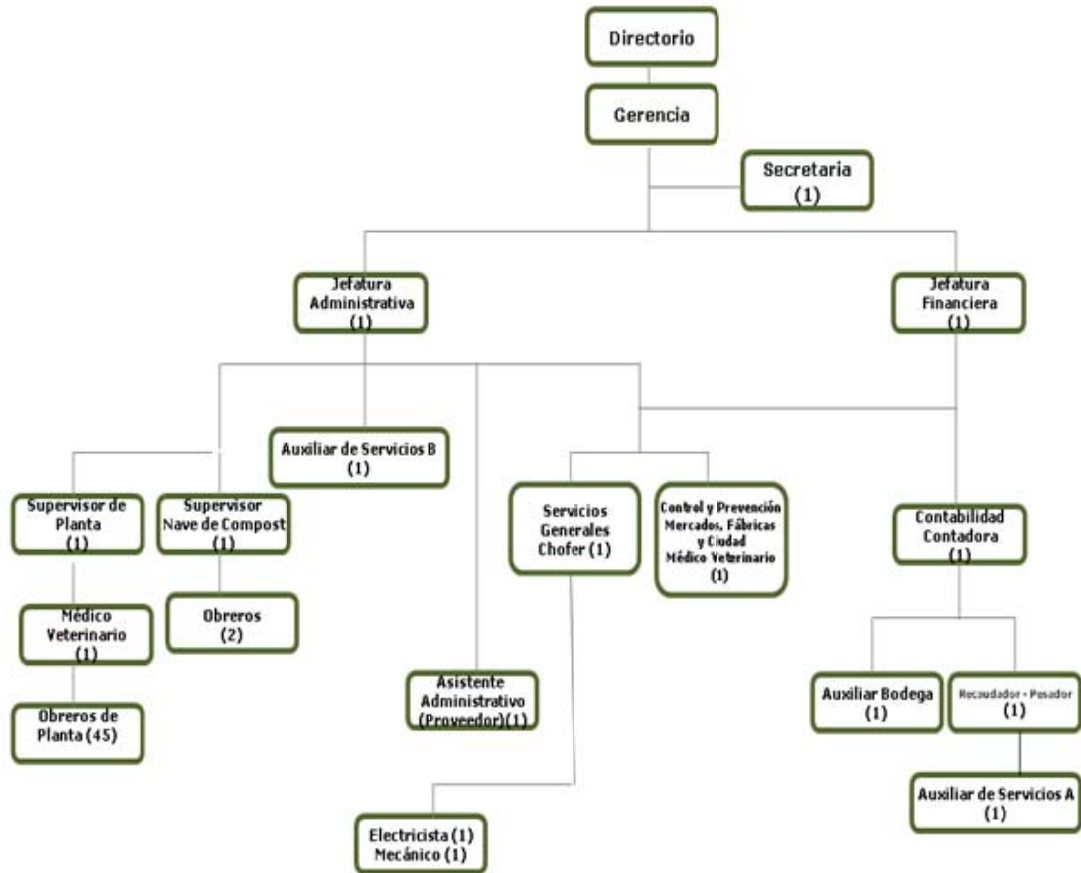 Directorio
Gerencia
Secretaria
(1)
Jefatura
Administrativa
(1)
Jefatura
Financiera
(1)
Auxiliar de Servicios B
(1)
Supervisor de
Planta
(1)
Supervisor
Nave de Compost
(1)
Servicios
Generales
Chofer (1)
Control y Prevención
Mercados, Fábricas
y Ciudad
Médico Veterinario
(1)
Contabilidad
Contadora
(1)
Médico
Veterinario
(1)
Obreros
(2)
Asistente
Administrativo
(Proveedor)(1)
Auxiliar Bodega
(1)
Recaudador - Pesador
(1)
Obreros de
Planta (45)
Auxiliar de Servicios A
(1)
Electricista (1)
Mecánico (1)